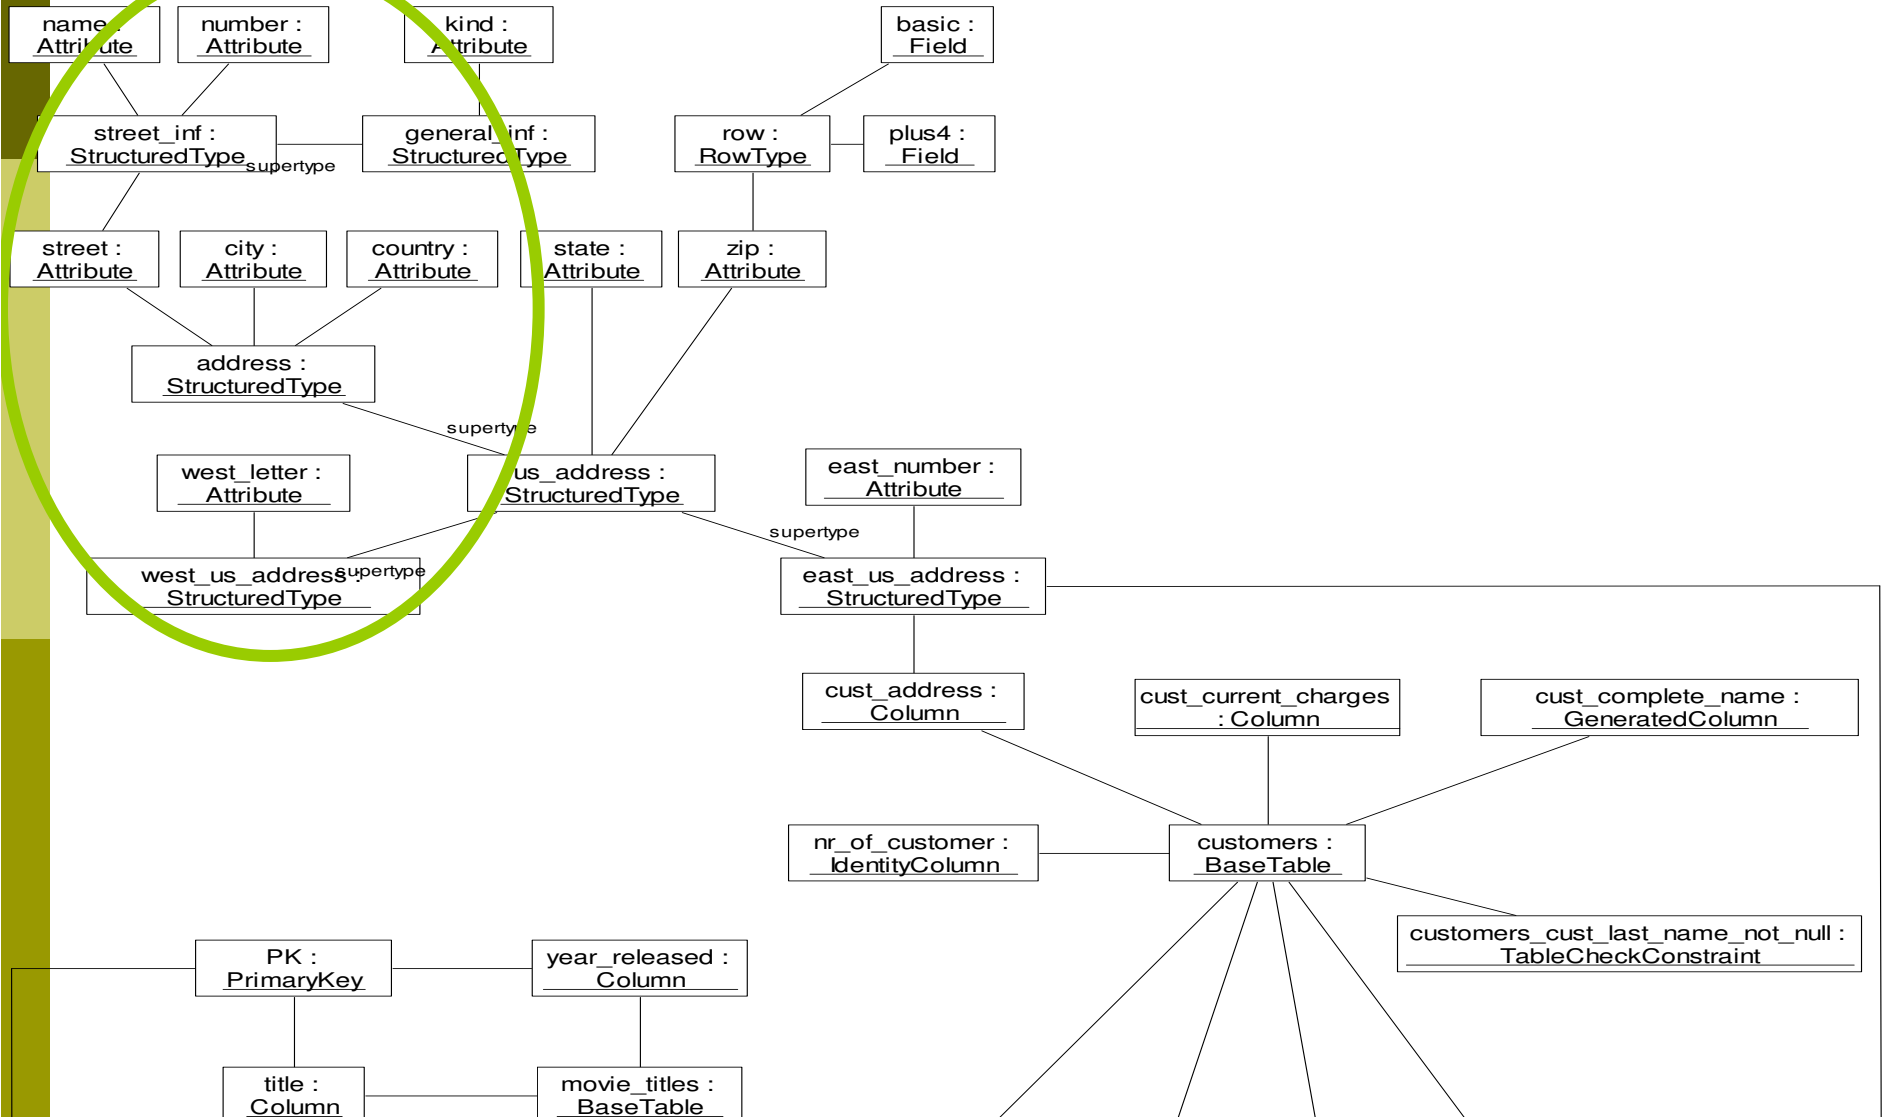 name :
Attribute
number :
Attribute
kind :
Attribute
basic :
Field
street_inf :
StructuredType
supertype
general_inf :
StructuredType
row :
RowType
plus4 :
Field
street :
Attribute
city :
Attribute
country :
Attribute
state :
Attribute
zip :
Attribute
address :
StructuredType
supertype
west_letter :
Attribute
us_address :
StructuredType
east_number :
Attribute
supertype
west_us_address :
StructuredType
supertype
east_us_address :
StructuredType
cust_address :
Column
cust_current_charges
: Column
cust_complete_name :
GeneratedColumn
nr_of_customer :
IdentityColumn
customers :
BaseTable
customers_cust_last_name_not_null :
TableCheckConstraint
PK :
PrimaryKey
year_released :
Column
title :
Column
movie_titles :
BaseTable